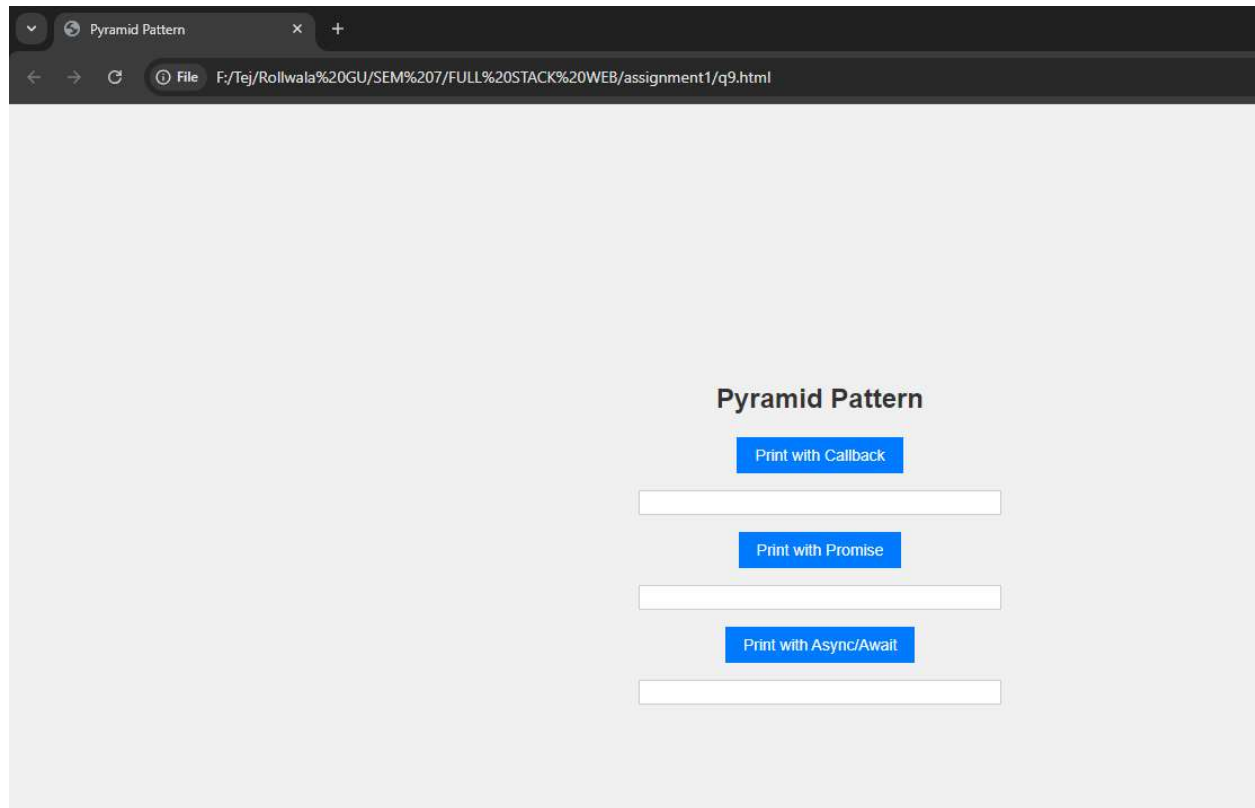 Pyramid Pattern
File F:/Tej/Rollwala%20GU/SEM%207/FULL%20STACK%20WEB/assignment1/q9.html
Pyramid Pattern
Print with Callback
Print with Promise
Print with Async/Await